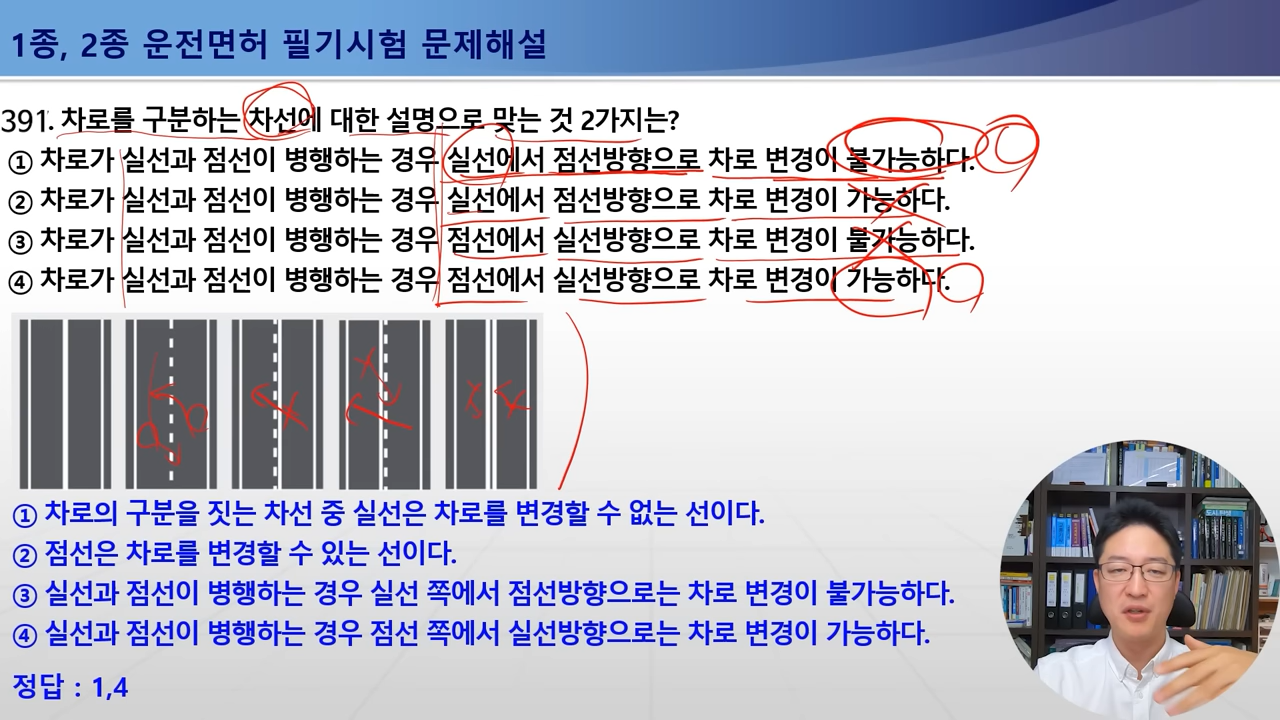 1종, 2종 운전면허 필기시험 문제해설
391. 차로를 구분하는 차선에 대한 설명으로 맞는 것 2가지는?
① 차로가 실선과 점선이 병행하는 경우 실선에서 점선방향으로 차로 변경이 불가능하다.
② 차로가 실선과 점선이 병행하는 경우 실선에서 점선방향으로 차로 변경이 가능하다.
③ 차로가 실선과 점선이 병행하는 경우 점선에서 실선방향으로 차로 변경이 불가능하다.
④ 차로가 실선과 점선이 병행하는 경우 점선에서 실선방향으로 차로 변경이 가능하다.
① 차로의 구분을 짓는 차선 중 실선은 차로를 변경할 수 없는 선이다.
② 점선은 차로를 변경할 수 있는 선이다.
③ 실선과 점선이 병행하는 경우 실선 쪽에서 점선방향으로는 차로 변경이 불가능하다.
④ 실선과 점선이 병행하는 경우 점선 쪽에서 실선방향으로는 차로 변경이 가능하다.
정답 : 1,4